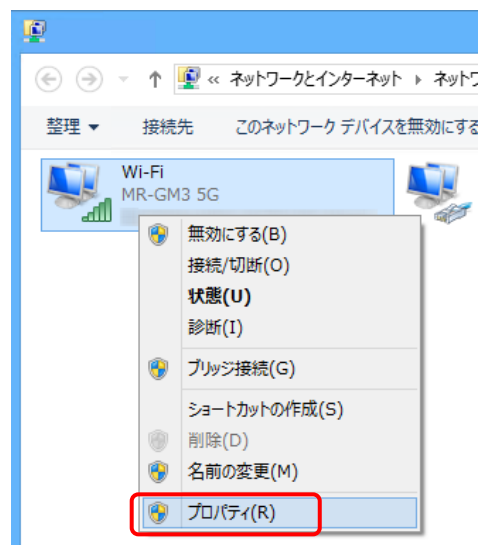 « ネットワークとインターネット ▸ ネットワ
整理 ▼ 接続先 このネットワーク デバイスを無効にする
Wi-Fi
MR-GM3 5G
無効にする(B)
接続/切断(O)
状態(U)
診断(I)
ブリッジ接続(G)
ショートカットの作成(S)
削除(D)
名前の変更(M)
プロパティ(R)